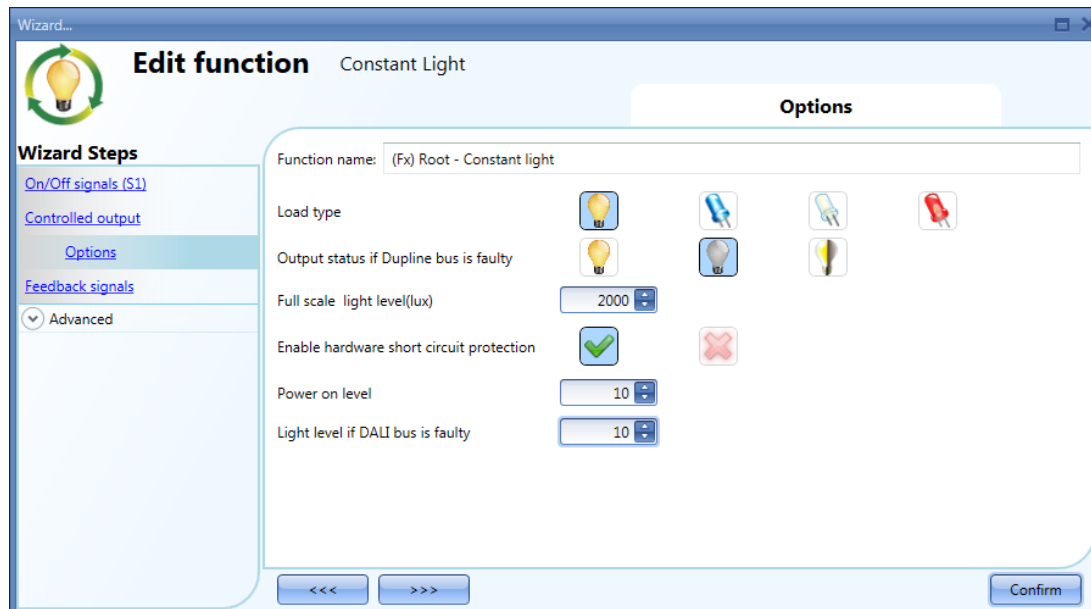 Wizard...
Edit function Constant Light
Options
Wizard Steps
On/Off signals (S1)
Controlled output
Options
Feedback signals
Advanced
Function name: (Fx) Root - Constant light
Load type
Output status if Dupline bus is faulty
Full scale  light level(lux) 2000
Enable hardware short circuit protection
Power on level 10
Light level if DALI bus is faulty 10
<<< >>> Confirm